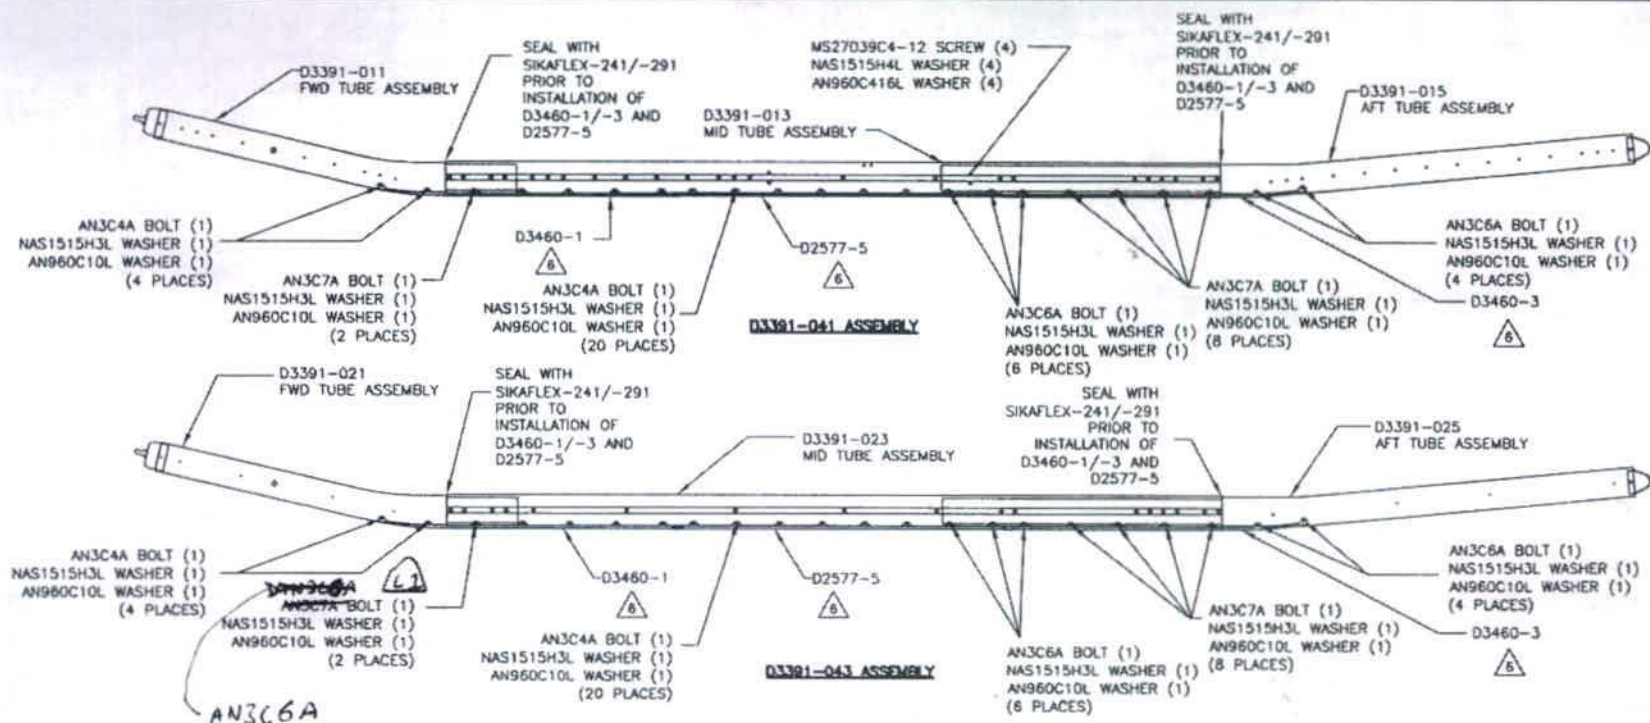 SEAL WITH
SIKAFLEX-241/-291
PRIOR TO
INSTALLATION OF
D3460-1/-3 AND
D2577-5
MS27039C4-12 SCREW (4)
NAS1515H4L WASHER (4)
AN960C416L WASHER (4)
SEAL WITH
SIKAFLEX-241/-291
PRIOR TO
INSTALLATION OF
D3460-1/-3 AND
D2577-5
D3391-011
FWD TUBE ASSEMBLY
D3391-013
MID TUBE ASSEMBLY
D3391-015
AFT TUBE ASSEMBLY
AN3C4A BOLT (1)
NAS1515H3L WASHER (1)
AN960C10L WASHER (1)
(4 PLACES)
AN3C7A BOLT (1)
NAS1515H3L WASHER (1)
AN960C10L WASHER (1)
(2 PLACES)
D3460-1
6
AN3C4A BOLT (1)
NAS1515H3L WASHER (1)
AN960C10L WASHER (1)
(20 PLACES)
D2577-5
6
D3391-041 ASSEMBLY
AN3C6A BOLT (1)
NAS1515H3L WASHER (1)
AN960C10L WASHER (1)
(6 PLACES)
AN3C7A BOLT (1)
NAS1515H3L WASHER (1)
AN960C10L WASHER (1)
(8 PLACES)
AN3C6A BOLT (1)
NAS1515H3L WASHER (1)
AN960C10L WASHER (1)
(4 PLACES)
D3460-3
6
D3391-021
FWD TUBE ASSEMBLY
SEAL WITH
SIKAFLEX-241/-291
PRIOR TO
INSTALLATION OF
D3460-1/-3 AND
D2577-5
D3391-023
MID TUBE ASSEMBLY
SEAL WITH
SIKAFLEX-241/-291
PRIOR TO
INSTALLATION OF
D3460-1/-3 AND
D2577-5
D3391-025
AFT TUBE ASSEMBLY
AN3C4A BOLT (1)
NAS1515H3L WASHER (1)
AN960C10L WASHER (1)
(4 PLACES)
AN3C7A BOLT (1)
NAS1515H3L WASHER (1)
AN960C10L WASHER (1)
(2 PLACES)
AN3C6A
D3460-1
6
AN3C4A BOLT (1)
NAS1515H3L WASHER (1)
AN960C10L WASHER (1)
(20 PLACES)
D2577-5
6
D3391-043 ASSEMBLY
AN3C6A BOLT (1)
NAS1515H3L WASHER (1)
AN960C10L WASHER (1)
(6 PLACES)
AN3C7A BOLT (1)
NAS1515H3L WASHER (1)
AN960C10L WASHER (1)
(8 PLACES)
AN3C6A BOLT (1)
NAS1515H3L WASHER (1)
AN960C10L WASHER (1)
(4 PLACES)
D3460-3
6